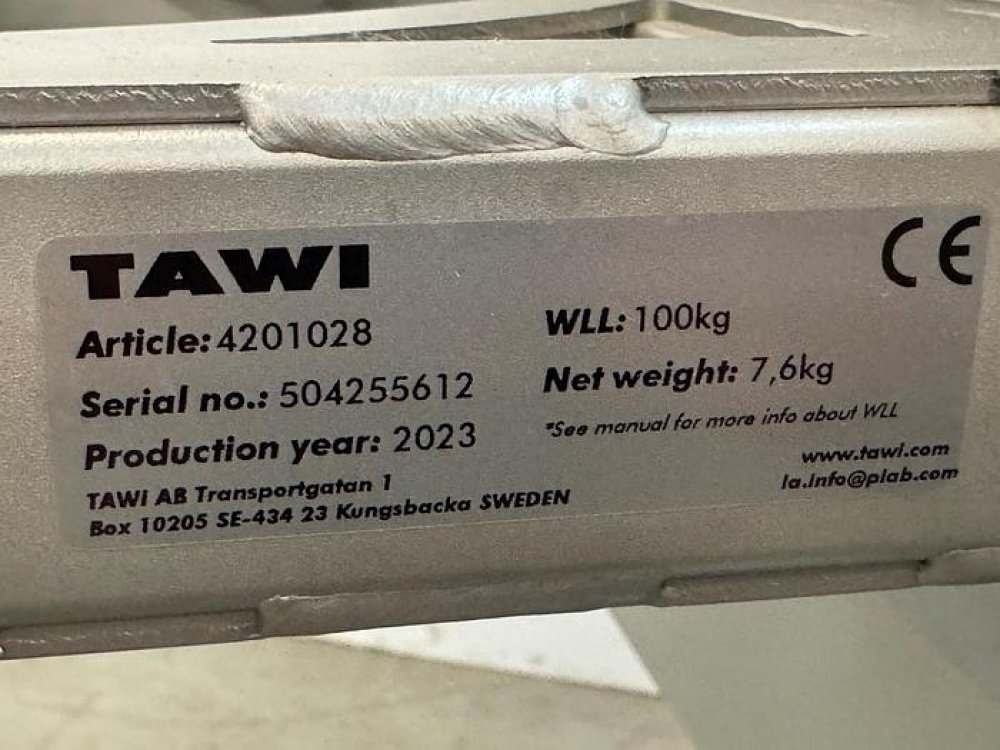 TAWI
CE
Article: 4201028
WLL: 100kg
Serial no.: 504255612
Net weight: 7,6kg
Production year: 2023
*See manual for more info about WLL
TAWI AB Transportgatan 1
www.tawi.com
Box 10205 SE-434 23 Kungsbacka SWEDEN
la.Info@plab.com